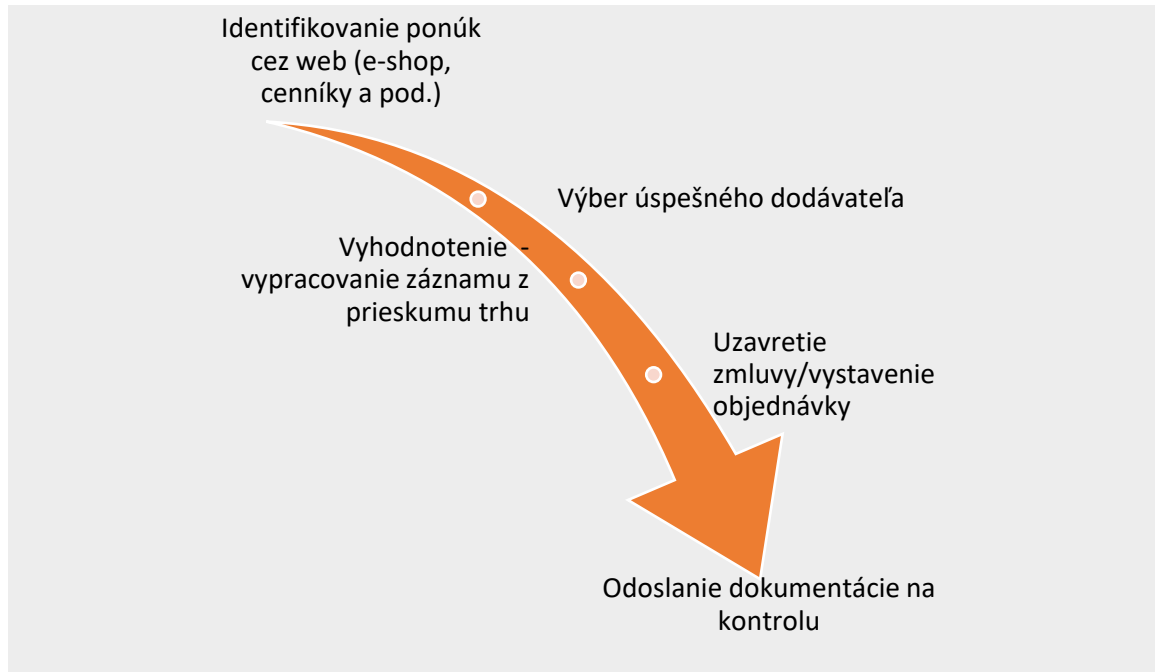 Identifikovanie ponúk
cez web (e-shop,
cenníky a pod.)
Výber úspešného dodávateľa
Vyhodnotenie -
vypracovanie záznamu z
prieskumu trhu
Uzavretie
zmluvy/vystavenie
objednávky
Odoslanie dokumentácie na
kontrolu